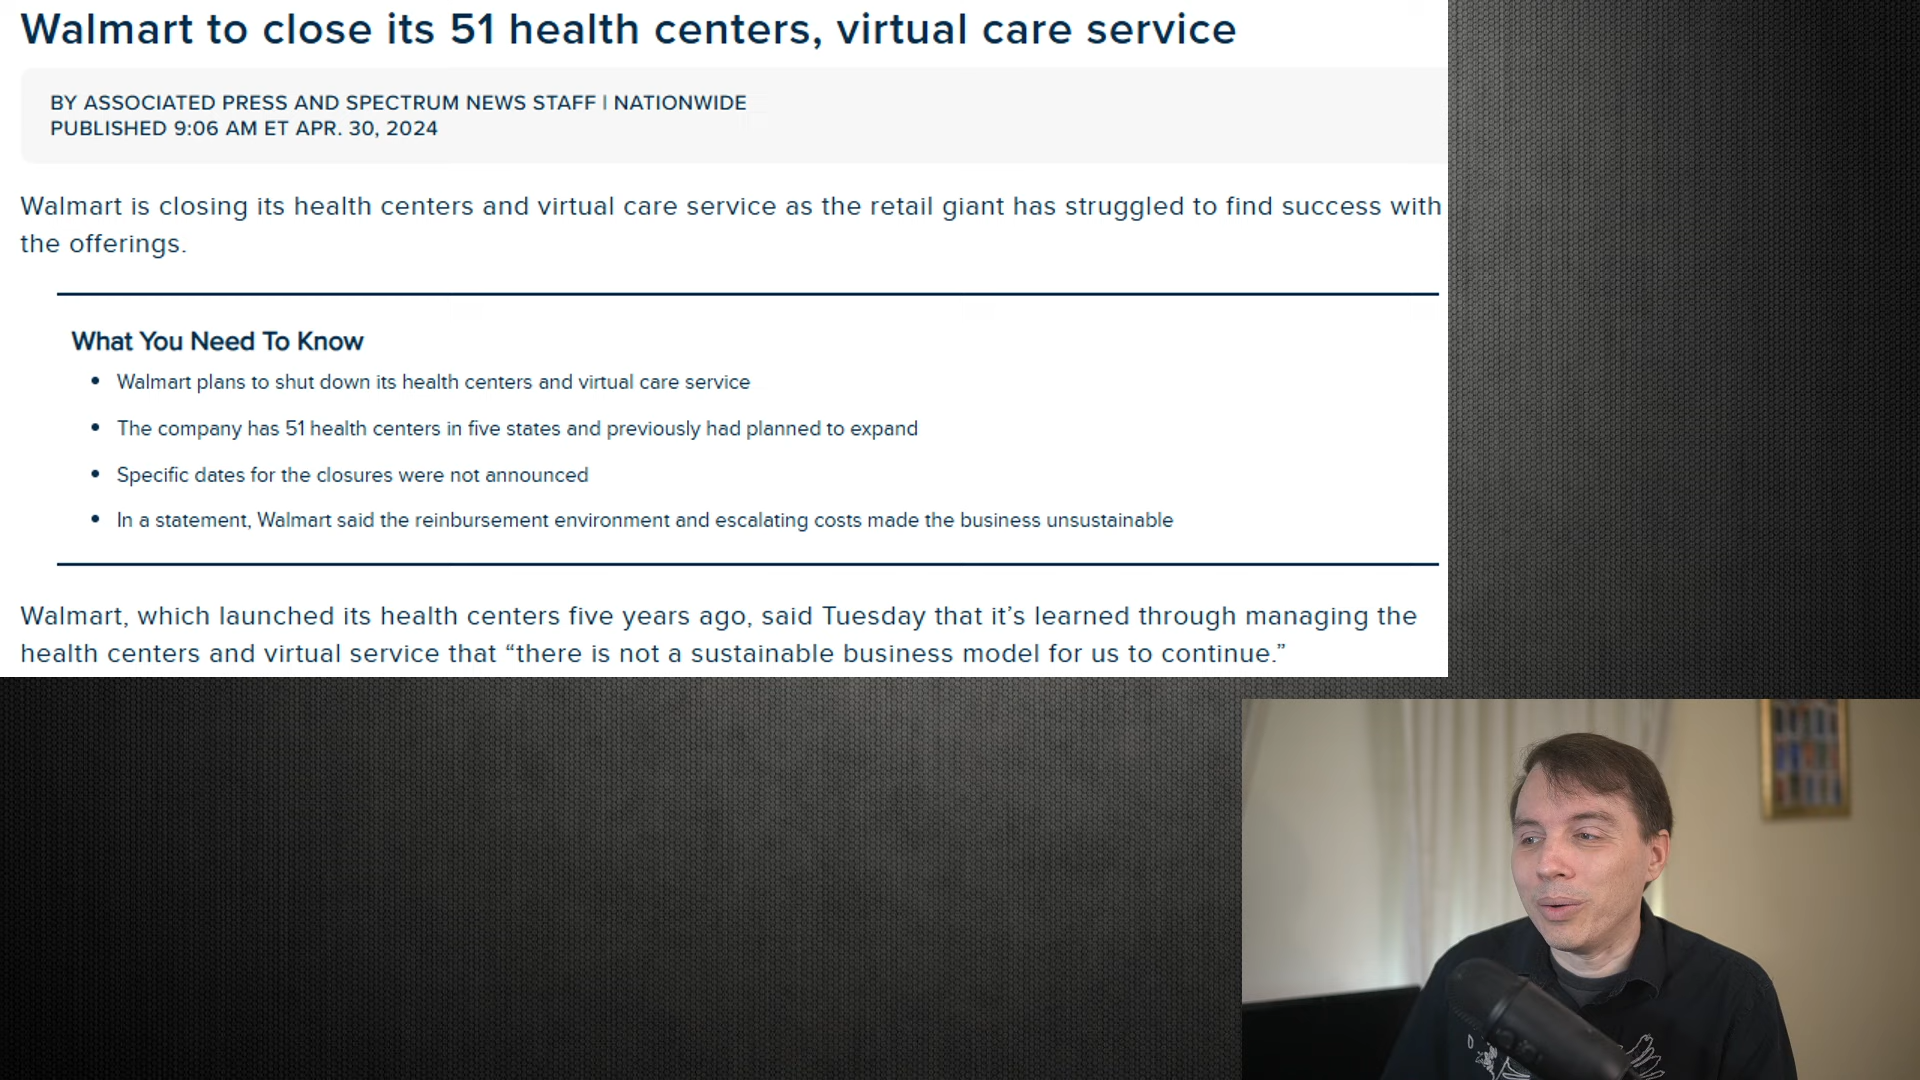 Walmart to close its 51 health centers, virtual care service
BY ASSOCIATED PRESS AND SPECTRUM NEWS STAFF | NATIONWIDE
PUBLISHED 9:06 AM ET APR. 30, 2024
Walmart is closing its health centers and virtual care service as the retail giant has struggled to find success with
the offerings.
What You Need To Know
• Walmart plans to shut down its health centers and virtual care service
• The company has 51 health centers in five states and previously had planned to expand
• Specific dates for the closures were not announced
• In a statement, Walmart said the reinbursement environment and escalating costs made the business unsustainable
Walmart, which launched its health centers five years ago, said Tuesday that it’s learned through managing the
health centers and virtual service that “there is not a sustainable business model for us to continue.”